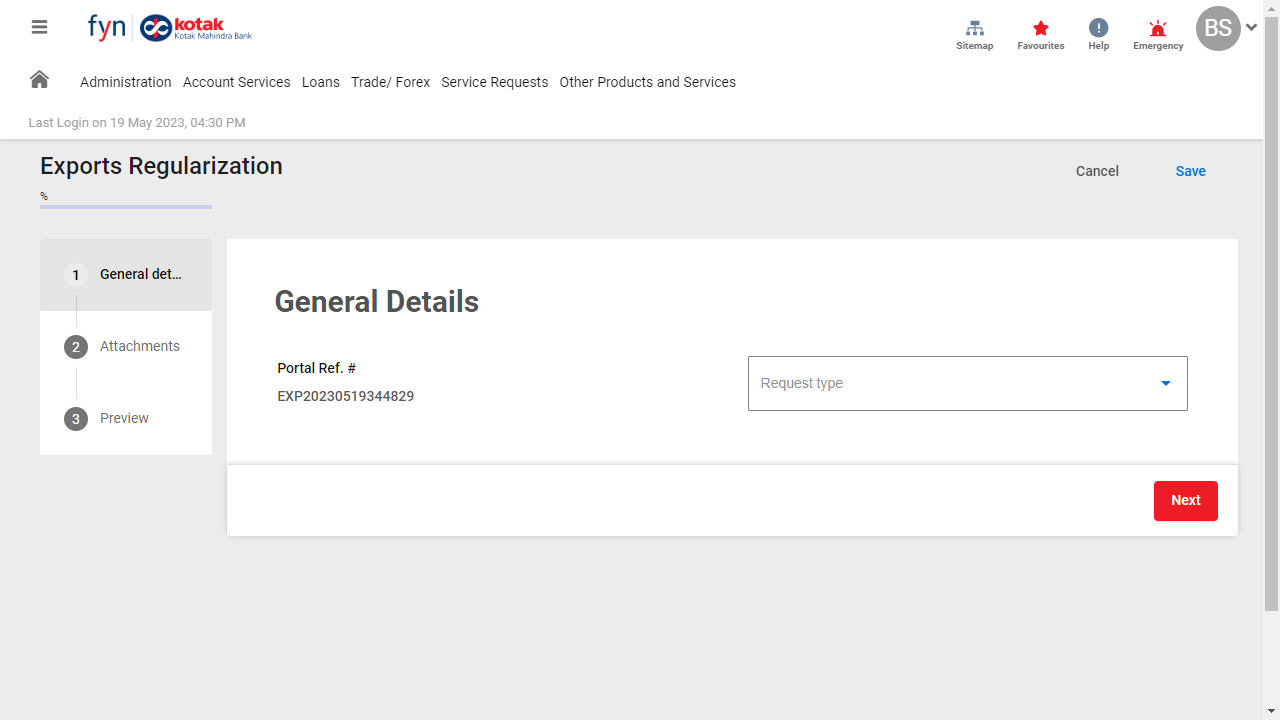 fyn kotak
Kotak Mahindra Bank
Sitemap Favourites Help Emergency BS
Administration Account Services Loans Trade/ Forex Service Requests Other Products and Services
Last Login on 19 May 2023, 04:30 PM
Exports Regularization
Cancel Save
%
1 General det...
2 Attachments
3 Preview
General Details
Portal Ref. #
EXP20230519344829
Request type
Next